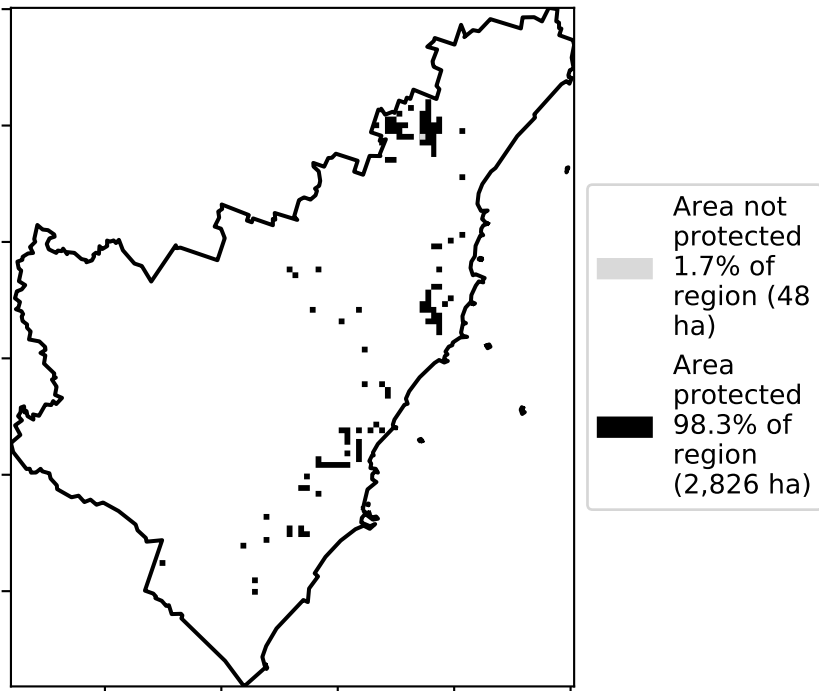 Area not
protected
1.7% of
region (48
ha)
Area
protected
98.3% of
region
(2,826 ha)